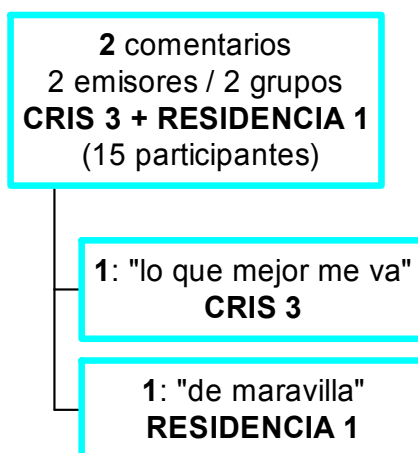 2 comentarios
2 emisores / 2 grupos
CRIS 3 + RESIDENCIA 1
(15 participantes)
1: "lo que mejor me va"
CRIS 3
1: "de maravilla"
RESIDENCIA 1